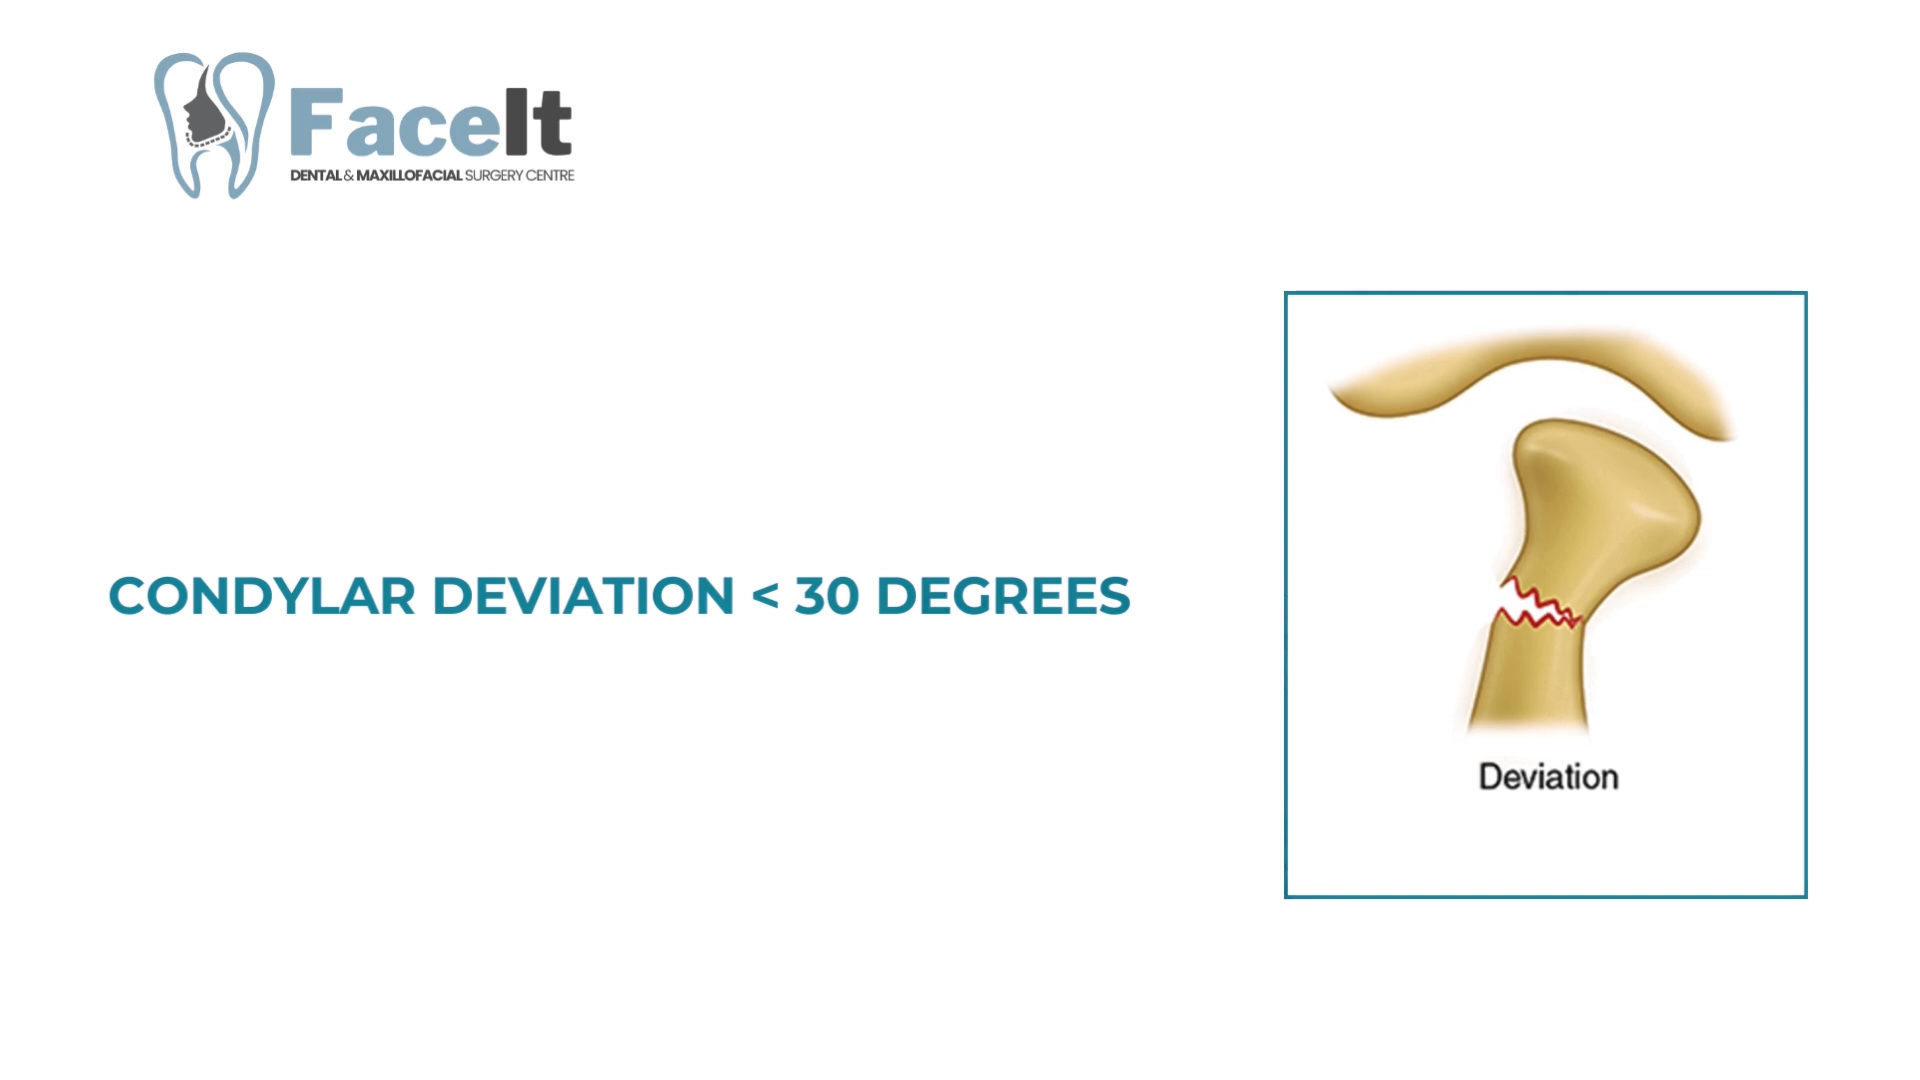 FaceIt
DENTAL & MAXILLOFACIAL SURGERY CENTRE
CONDYLAR DEVIATION < 30 DEGREES
Deviation